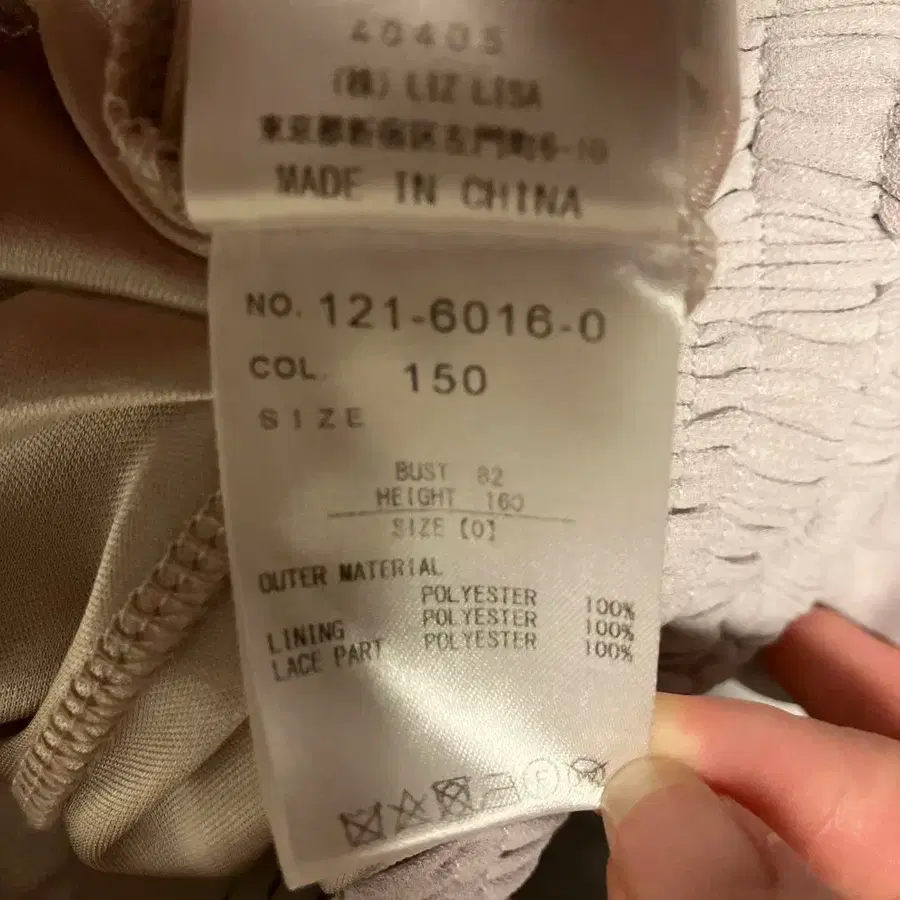 40405
(株) LIZ LISA
東京都新宿区左門町6-10
MADE IN CHINA
NO. 121-6016-0
COL. 150
SIZE
BUST 82
HEIGHT 160
SIZE [0]
OUTER MATERIAL
POLYESTER 100%
LINING POLYESTER 100%
LACE PART POLYESTER 100%
F